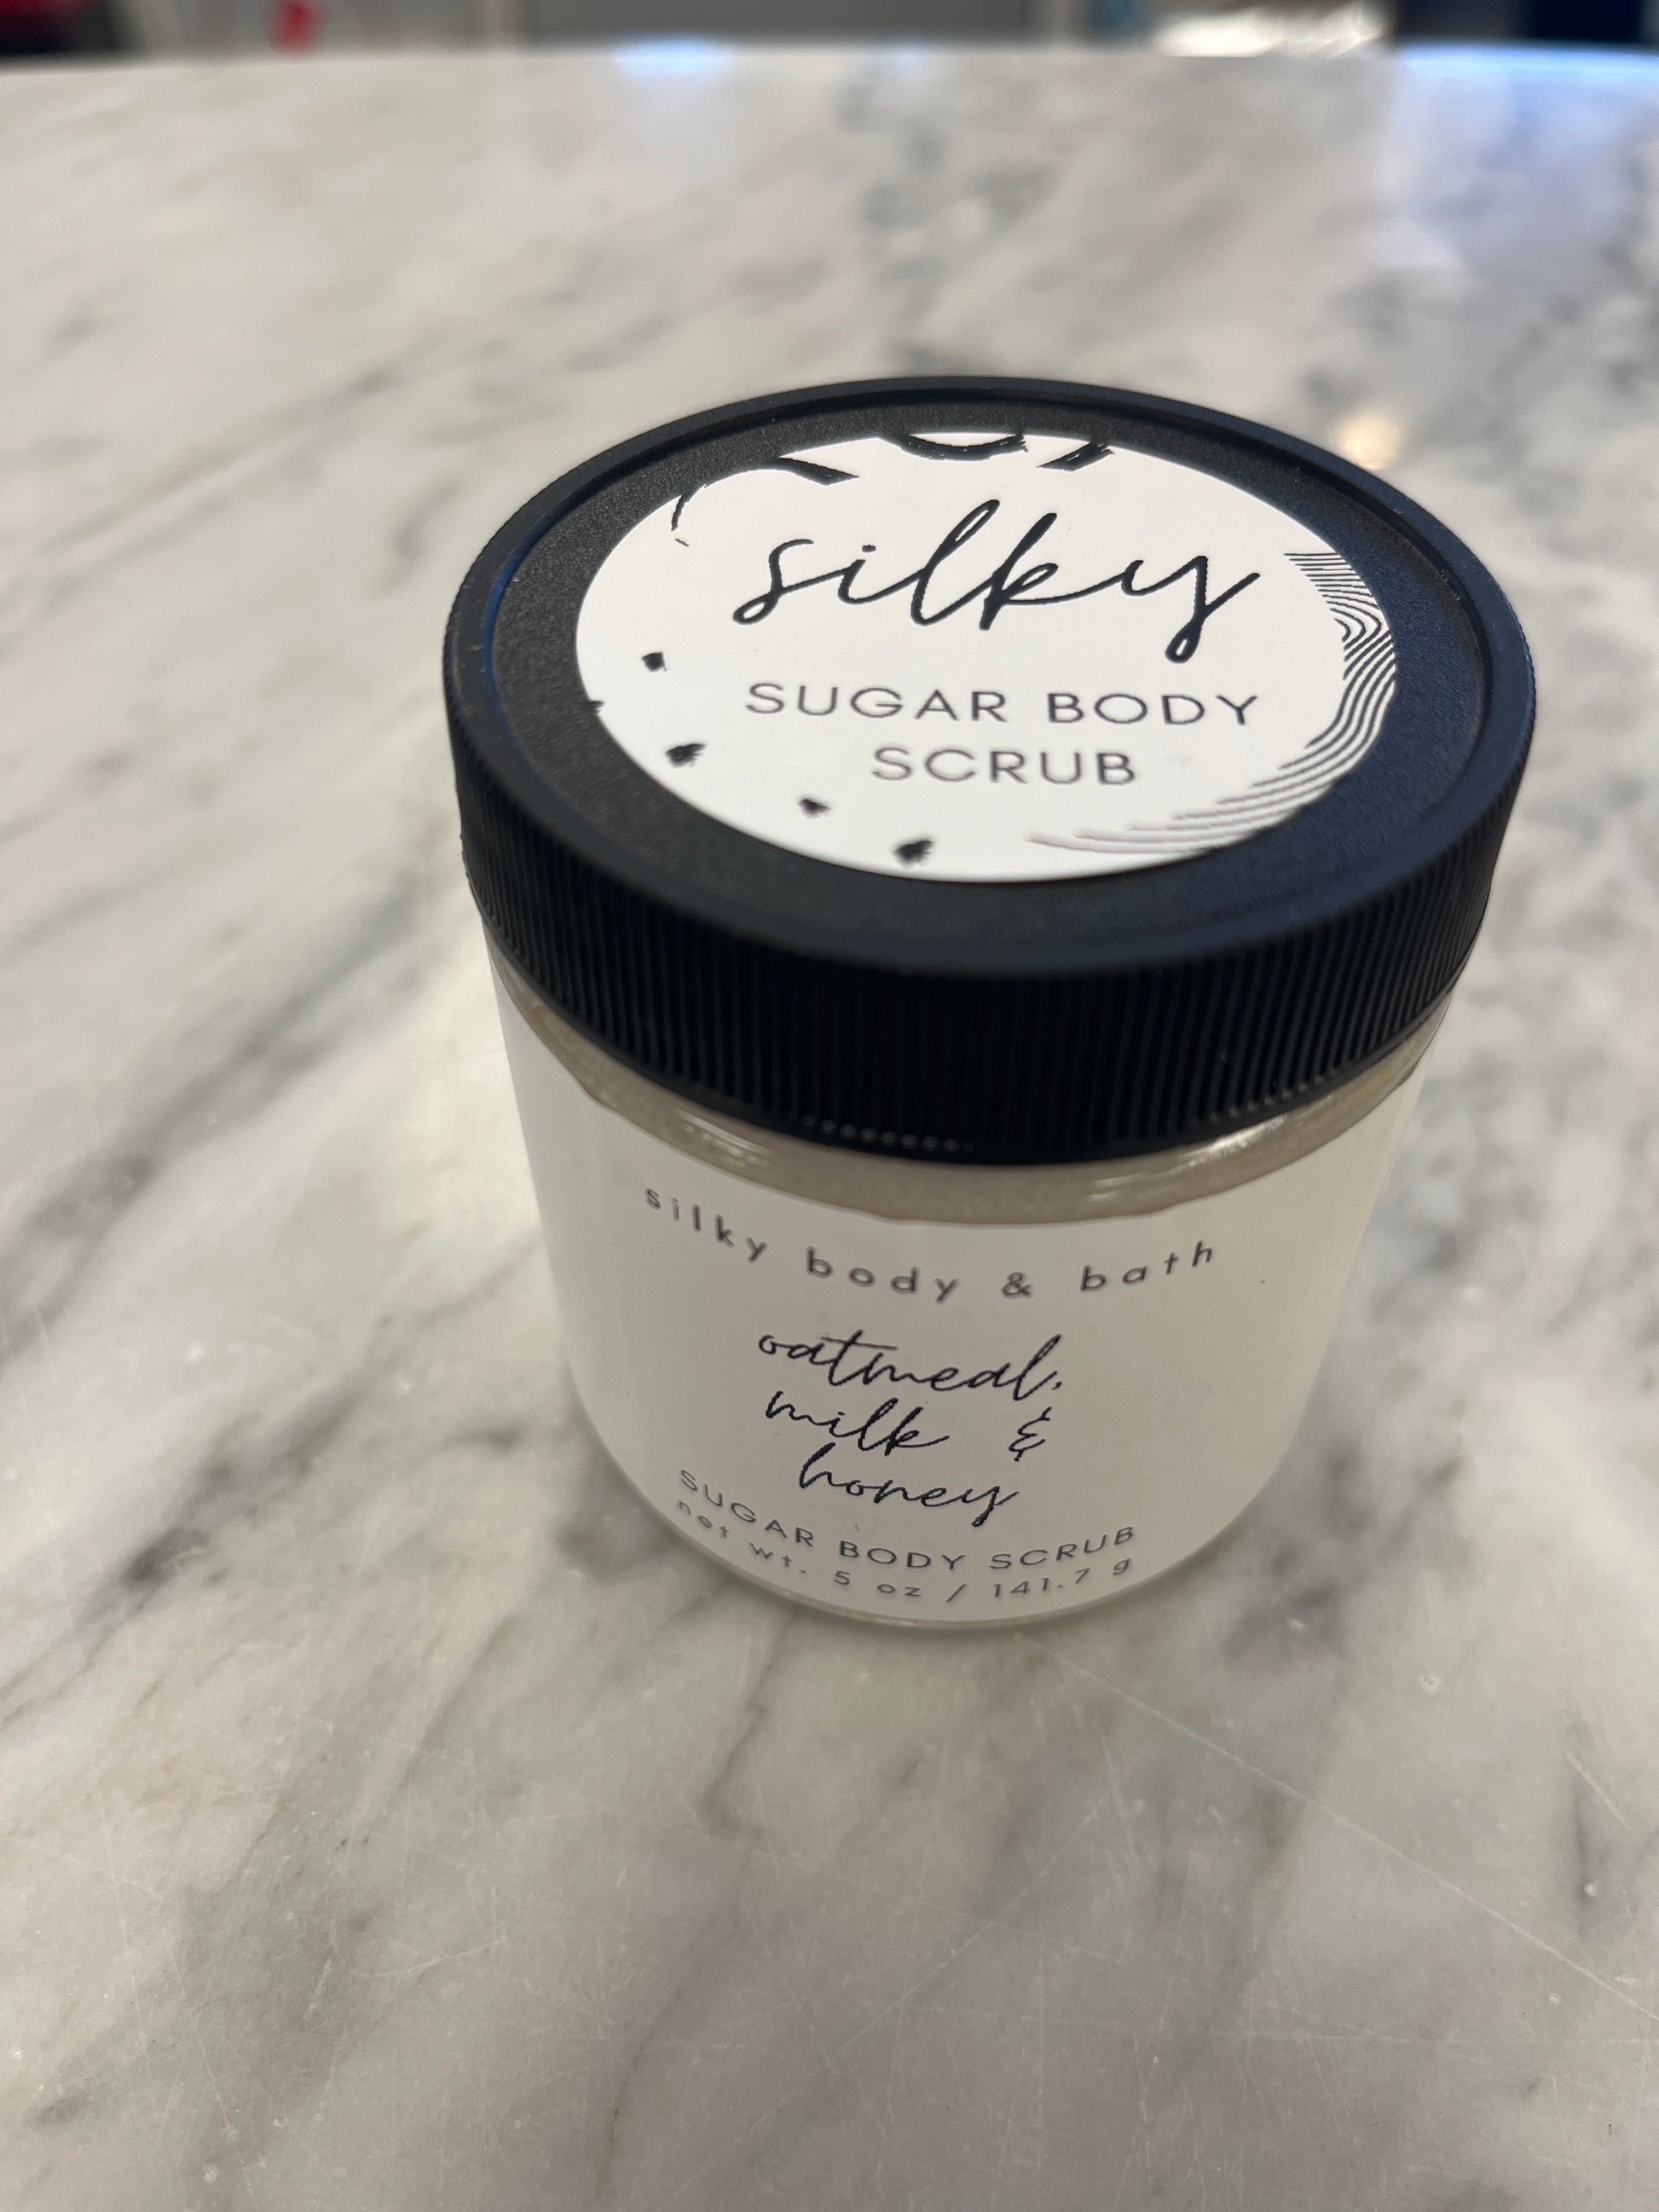 silky
SUGAR BODY
SCRUB
silky body & bath
oatmeal,
milk &
honey
SUGAR BODY SCRUB
net wt. 5 oz / 141.7 g